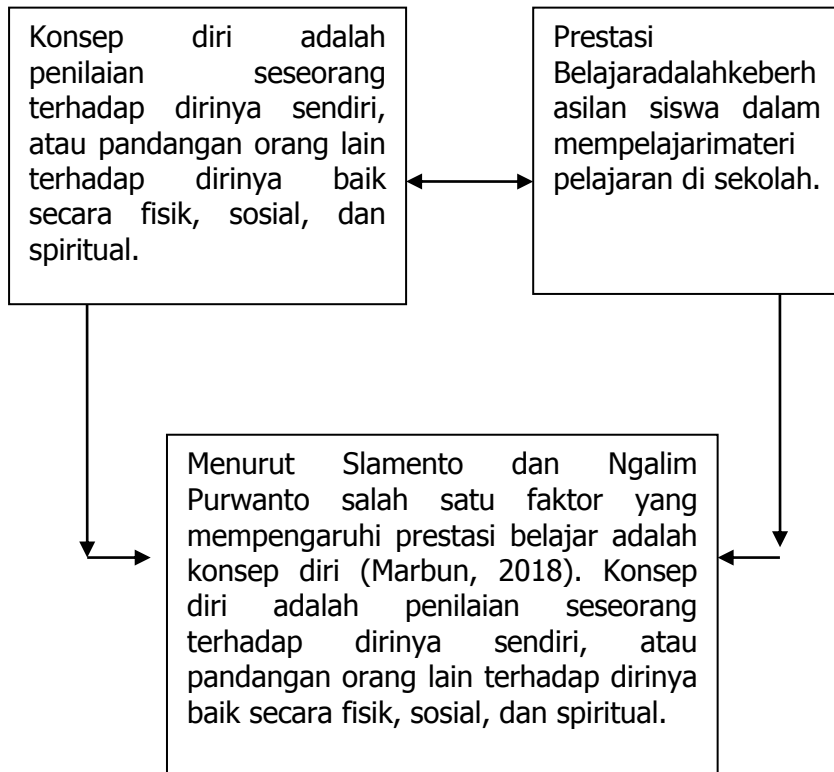 Konsep diri adalah
penilaian seseorang
terhadap dirinya sendiri,
atau pandangan orang lain
terhadap dirinya baik
secara fisik, sosial, dan
spiritual.
Prestasi
Belajaradalahkeberh
asilan siswa dalam
mempelajarimateri
pelajaran di sekolah.
Menurut Slamento dan Ngalim
Purwanto salah satu faktor yang
mempengaruhi prestasi belajar adalah
konsep diri (Marbun, 2018). Konsep
diri adalah penilaian seseorang
terhadap dirinya sendiri, atau
pandangan orang lain terhadap dirinya
baik secara fisik, sosial, dan spiritual.